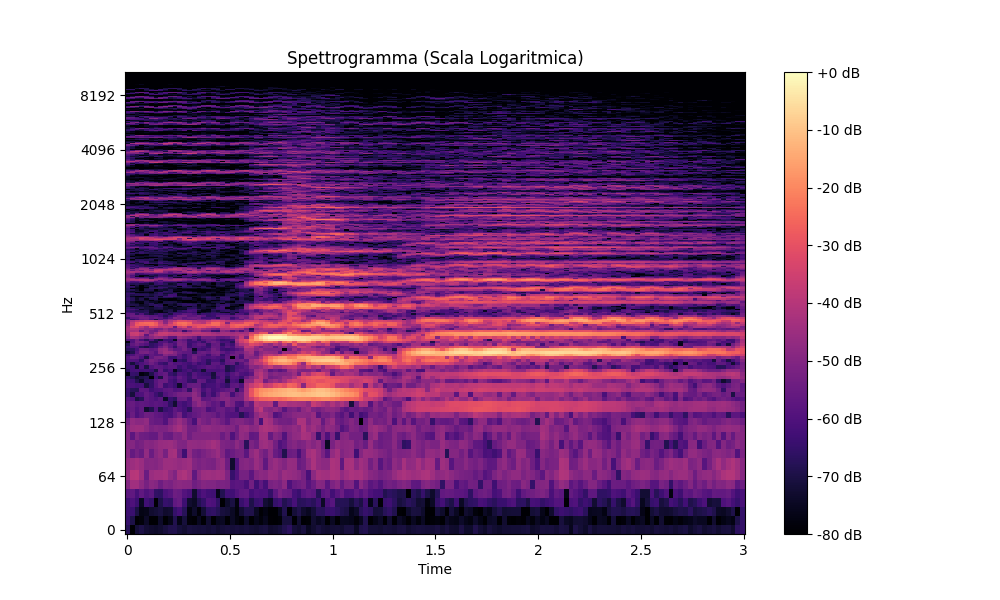 Spettrogramma (Scala Logaritmica)
8192
4096
2048
1024
512
256
128
64
0
Hz
0
0.5
1
1.5
2
2.5
3
Time
+0 dB
-10 dB
-20 dB
-30 dB
-40 dB
-50 dB
-60 dB
-70 dB
-80 dB